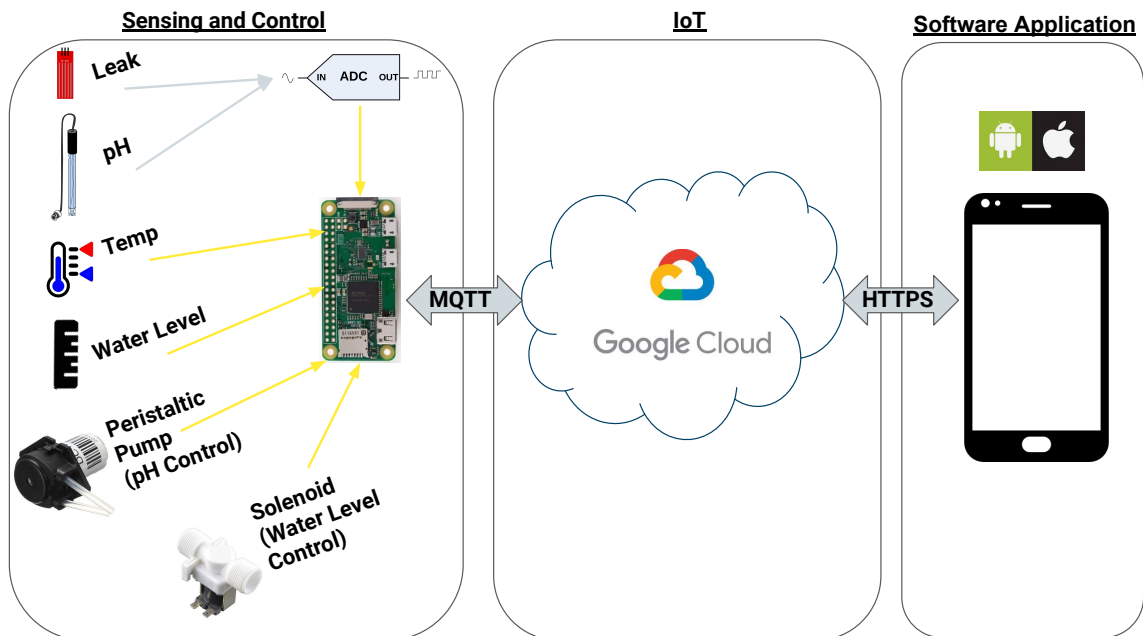 Sensing and Control
IoT
Software Application
Leak
IN
ADC
OUT
pH
Temp
Water Level
MQTT
HTTPS
Google Cloud
Peristaltic
Pump
(pH Control)
Solenoid
(Water Level
Control)